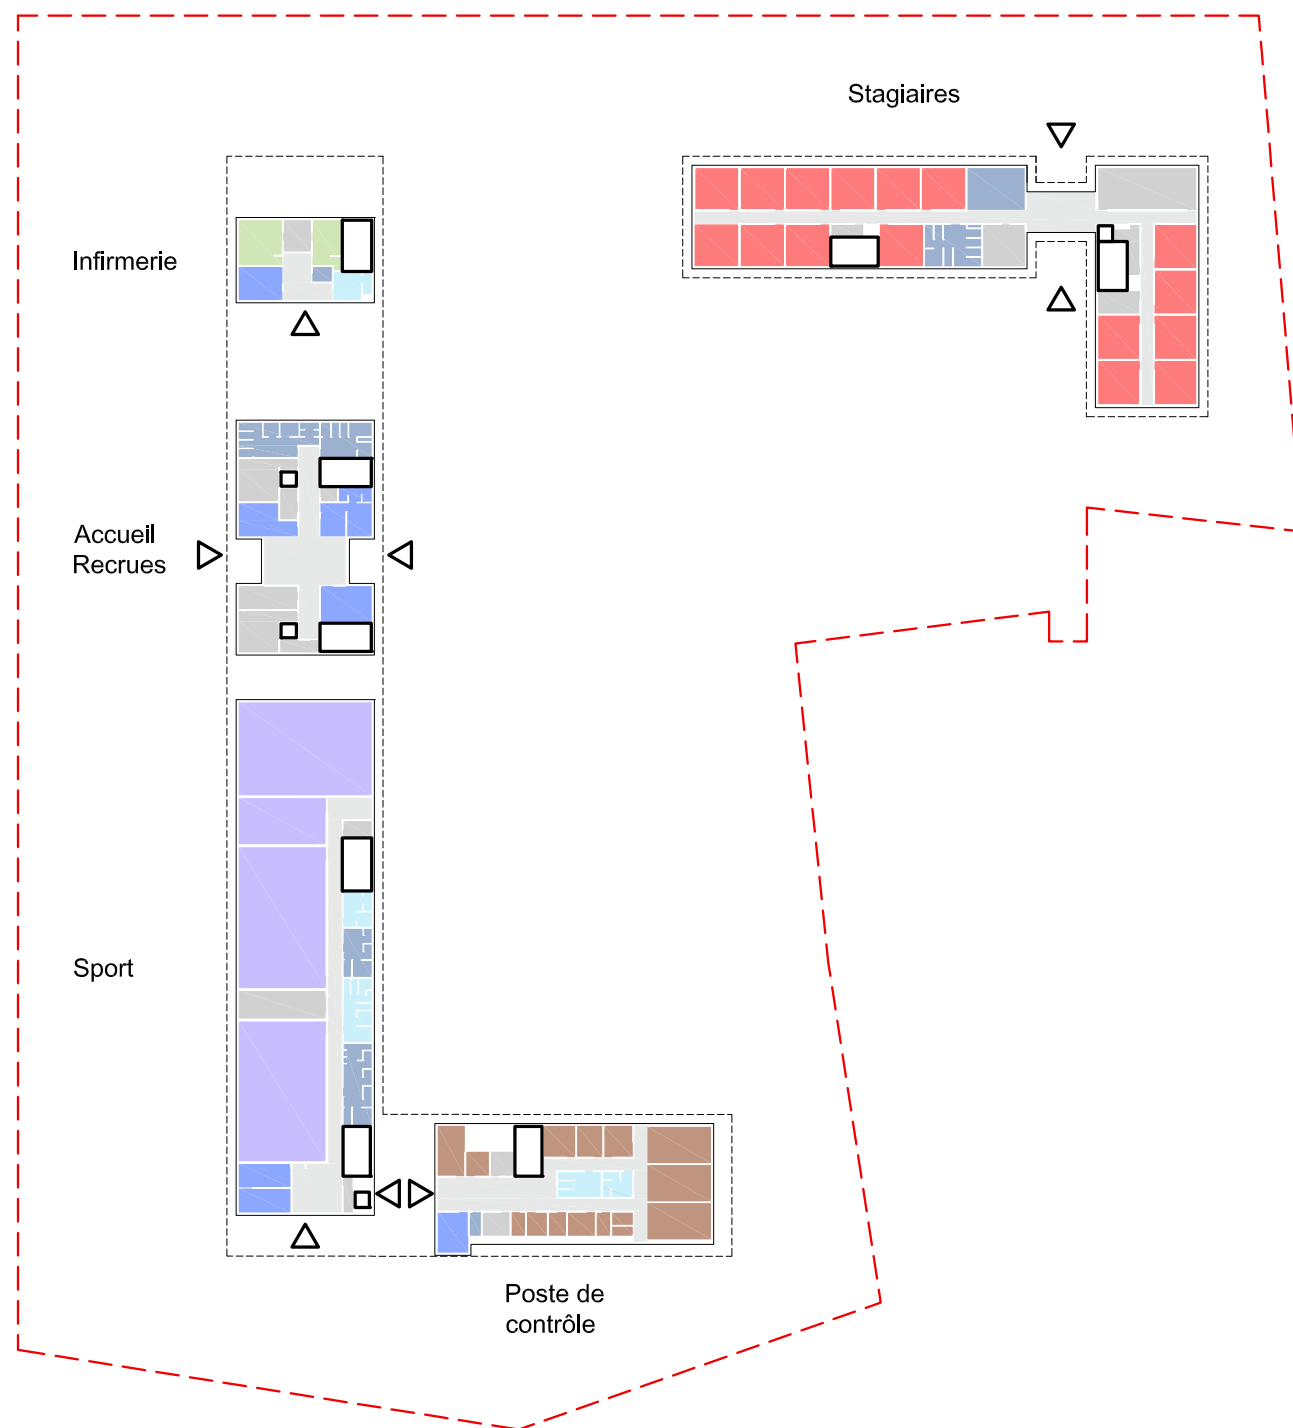 Stagiaires
Infirmerie
Accueil
Recrues
Sport
Poste de
contrôle